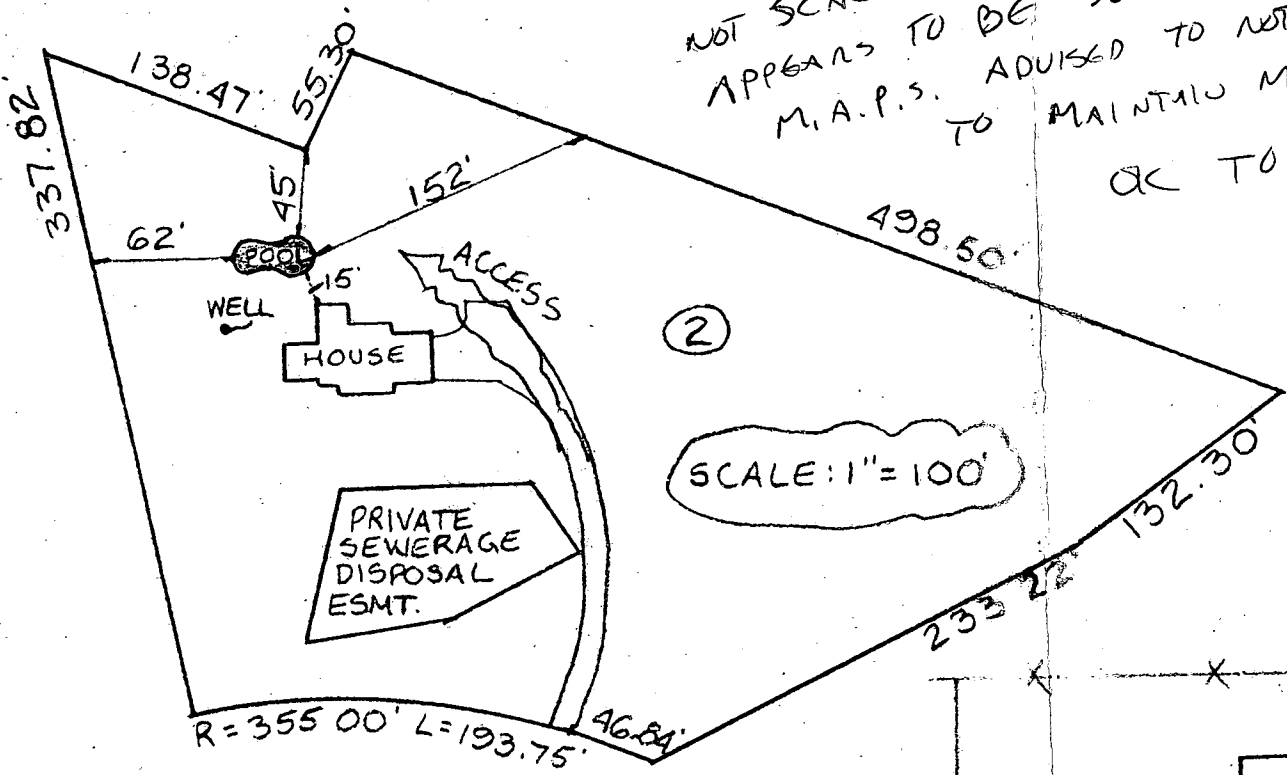 NOT
APPEARS TO BE
M.A.P.S. ADVISED TO NOT
TO MAINTAIN
OK TO
138.47'
55.30'
337.82'
45'
152'
498.50'
62'
POOL
15'
ACCESS
WELL
HOUSE
2
SCALE: 1" = 100'
132.30'
PRIVATE
SEWERAGE
DISPOSAL
ESMT.
233 22'
R = 355 00' L = 193.75'
46.84'